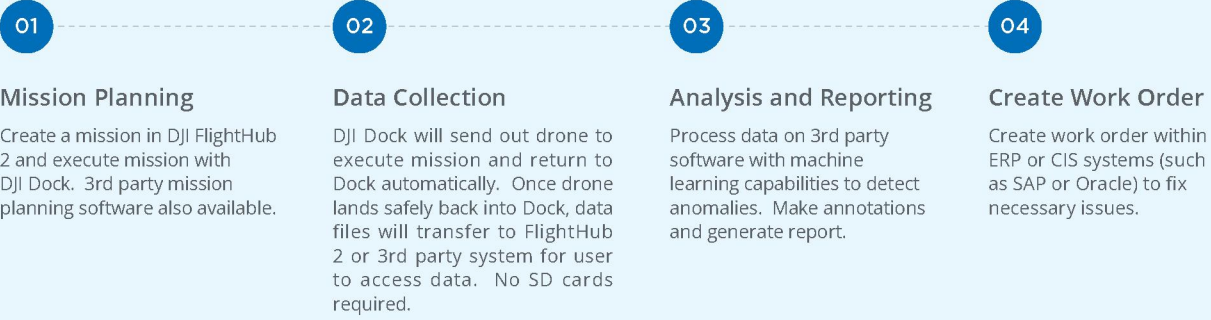 01
Mission Planning
Create a mission in DJI FlightHub
2 and execute mission with
DJI Dock.  3rd party mission
planning software also available.
02
Data Collection
DJI Dock will send out drone to
execute mission and return to
Dock automatically.  Once drone
lands safely back into Dock, data
files will transfer to FlightHub
2 or 3rd party system for user
to access data.  No SD cards
required.
03
Analysis and Reporting
Process data on 3rd party
software with machine
learning capabilities to detect
anomalies.  Make annotations
and generate report.
04
Create Work Order
Create work order within
ERP or CIS systems (such
as SAP or Oracle) to fix
necessary issues.